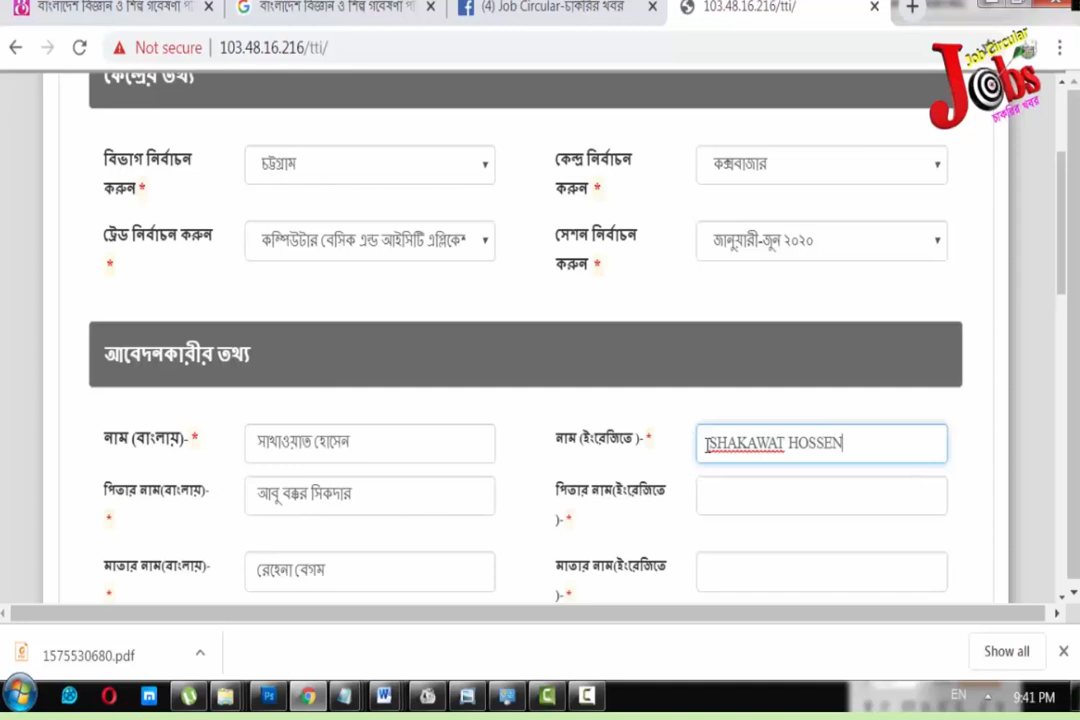 বাংলাদেশ বিজ্ঞান ও শিল্প গবেষণা প
বাংলাদেশ বিজ্ঞান ও শিল্প গবেষণা প
(4) Job Circular-চাকরির খবর
103.48.16.216/tti/
Not secure
103.48.16.216/tti/
Job Circular
Jobs
চাকরির খবর
কেন্দ্রের তথ্য
বিভাগ নির্বাচন করুন *
চট্টগ্রাম
কেন্দ্র নির্বাচন করুন *
কক্সবাজার
ট্রেড নির্বাচন করুন *
কম্পিউটার বেসিক এন্ড আইসিটি এপ্লিকে
সেশন নির্বাচন করুন *
জানুয়ারী-জুন ২০২০
আবেদনকারীর তথ্য
নাম (বাংলায়)- *
সাখাওয়াত হোসেন
নাম (ইংরেজিতে )- *
SHAKAWAT HOSSEN
পিতার নাম(বাংলায়)- *
আবু বক্কর সিকদার
পিতার নাম(ইংরেজিতে )- *
মাতার নাম(বাংলায়)- *
রেহেনা বেগম
মাতার নাম(ইংরেজিতে )- *
1575530680.pdf
Show all
EN
9:41 PM